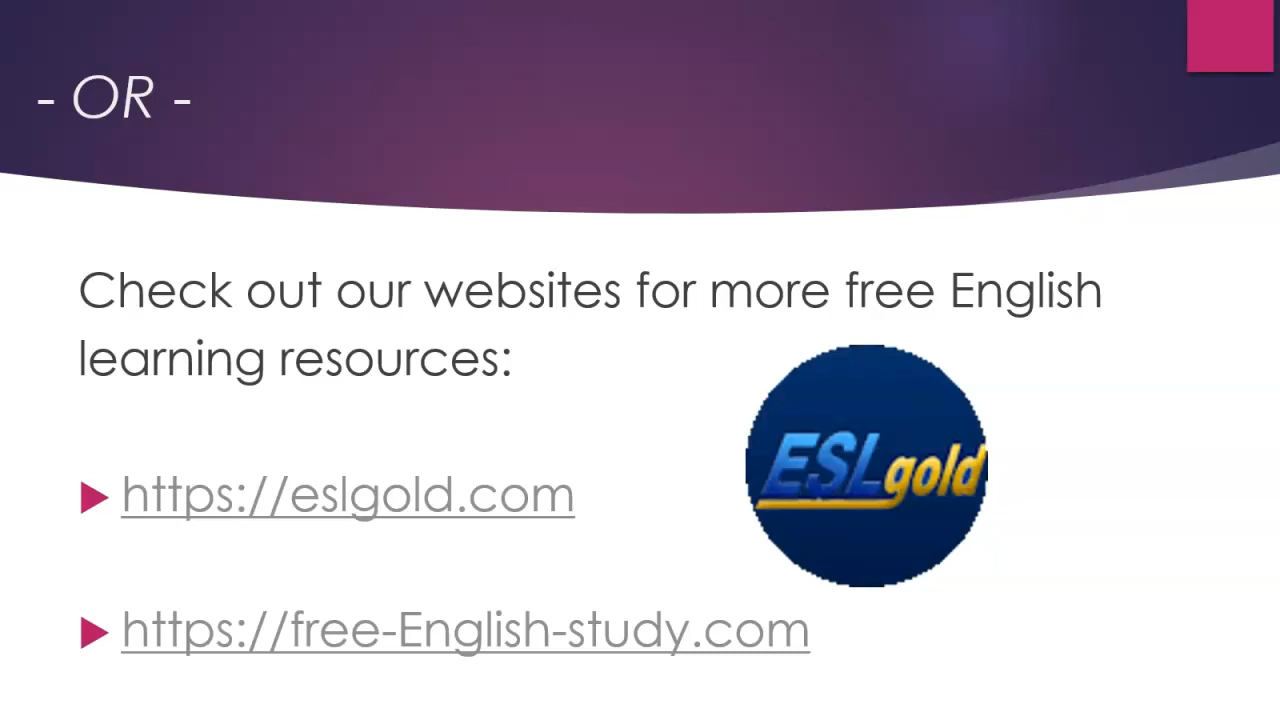 - OR -
Check out our websites for more free English
learning resources:
https://eslgold.com
ESLgold
https://free-English-study.com